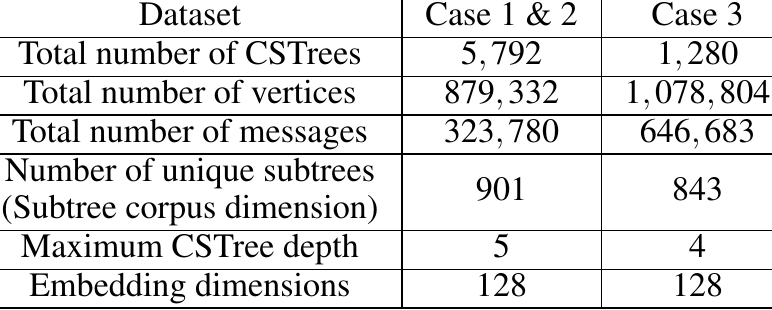 Dataset Case 1 & 2 Case 3
Total number of CSTrees 5,792 1,280
Total number of vertices 879,332 1,078,804
Total number of messages 323,780 646,683
Number of unique subtrees
(Subtree corpus dimension) 901 843
Maximum CSTree depth 5 4
Embedding dimensions 128 128